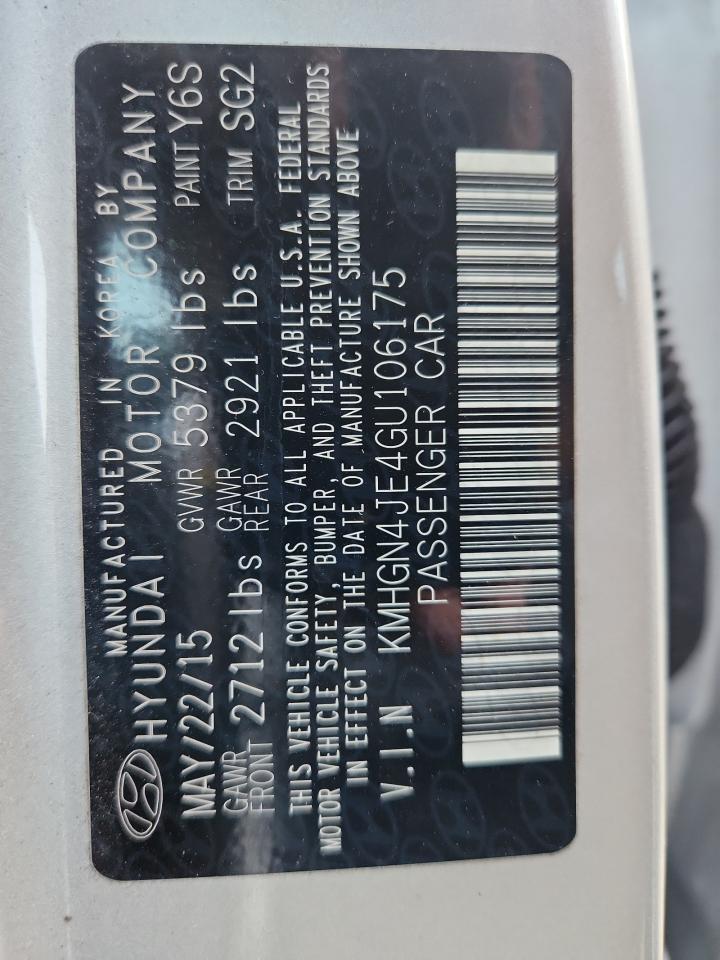 MANUFACTURED IN KOREA BY
HYUNDAI MOTOR COMPANY
MAY/22/15 GVWR 5379 lbs PAINT Y6S
GAWR FRONT 2712 lbs GAWR REAR 2921 lbs TRIM SG2
THIS VEHICLE CONFORMS TO ALL APPLICABLE U.S.A. FEDERAL
MOTOR VEHICLE SAFETY, BUMPER, AND THEFT PREVENTION STANDARDS
IN EFFECT ON THE DATE OF MANUFACTURE SHOWN ABOVE
V.I.N KMHGN4JE4GU106175
PASSENGER CAR